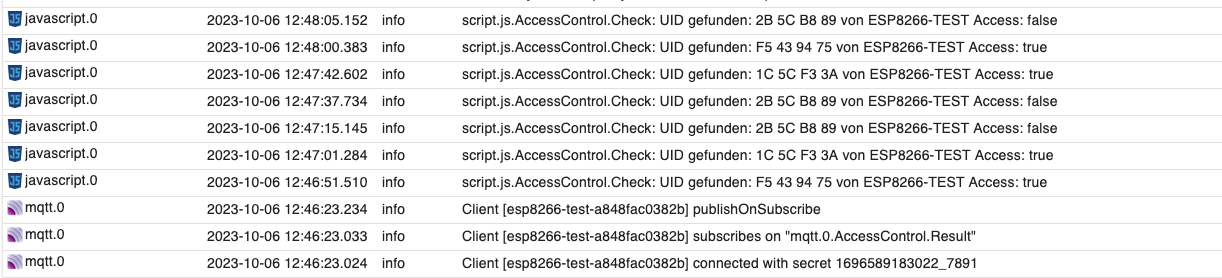 javascript.0 2023-10-06 12:48:05.152 info script.js.AccessControl.Check: UID gefunden: 2B 5C B8 89 von ESP8266-TEST Access: false
javascript.0 2023-10-06 12:48:00.383 info script.js.AccessControl.Check: UID gefunden: F5 43 94 75 von ESP8266-TEST Access: true
javascript.0 2023-10-06 12:47:42.602 info script.js.AccessControl.Check: UID gefunden: 1C 5C F3 3A von ESP8266-TEST Access: true
javascript.0 2023-10-06 12:47:37.734 info script.js.AccessControl.Check: UID gefunden: 2B 5C B8 89 von ESP8266-TEST Access: false
javascript.0 2023-10-06 12:47:15.145 info script.js.AccessControl.Check: UID gefunden: 2B 5C B8 89 von ESP8266-TEST Access: false
javascript.0 2023-10-06 12:47:01.284 info script.js.AccessControl.Check: UID gefunden: 1C 5C F3 3A von ESP8266-TEST Access: true
javascript.0 2023-10-06 12:46:51.510 info script.js.AccessControl.Check: UID gefunden: F5 43 94 75 von ESP8266-TEST Access: true
mqtt.0 2023-10-06 12:46:23.234 info Client [esp8266-test-a848fac0382b] publishOnSubscribe
mqtt.0 2023-10-06 12:46:23.033 info Client [esp8266-test-a848fac0382b] subscribes on "mqtt.0.AccessControl.Result"
mqtt.0 2023-10-06 12:46:23.024 info Client [esp8266-test-a848fac0382b] connected with secret 1696589183022_7891